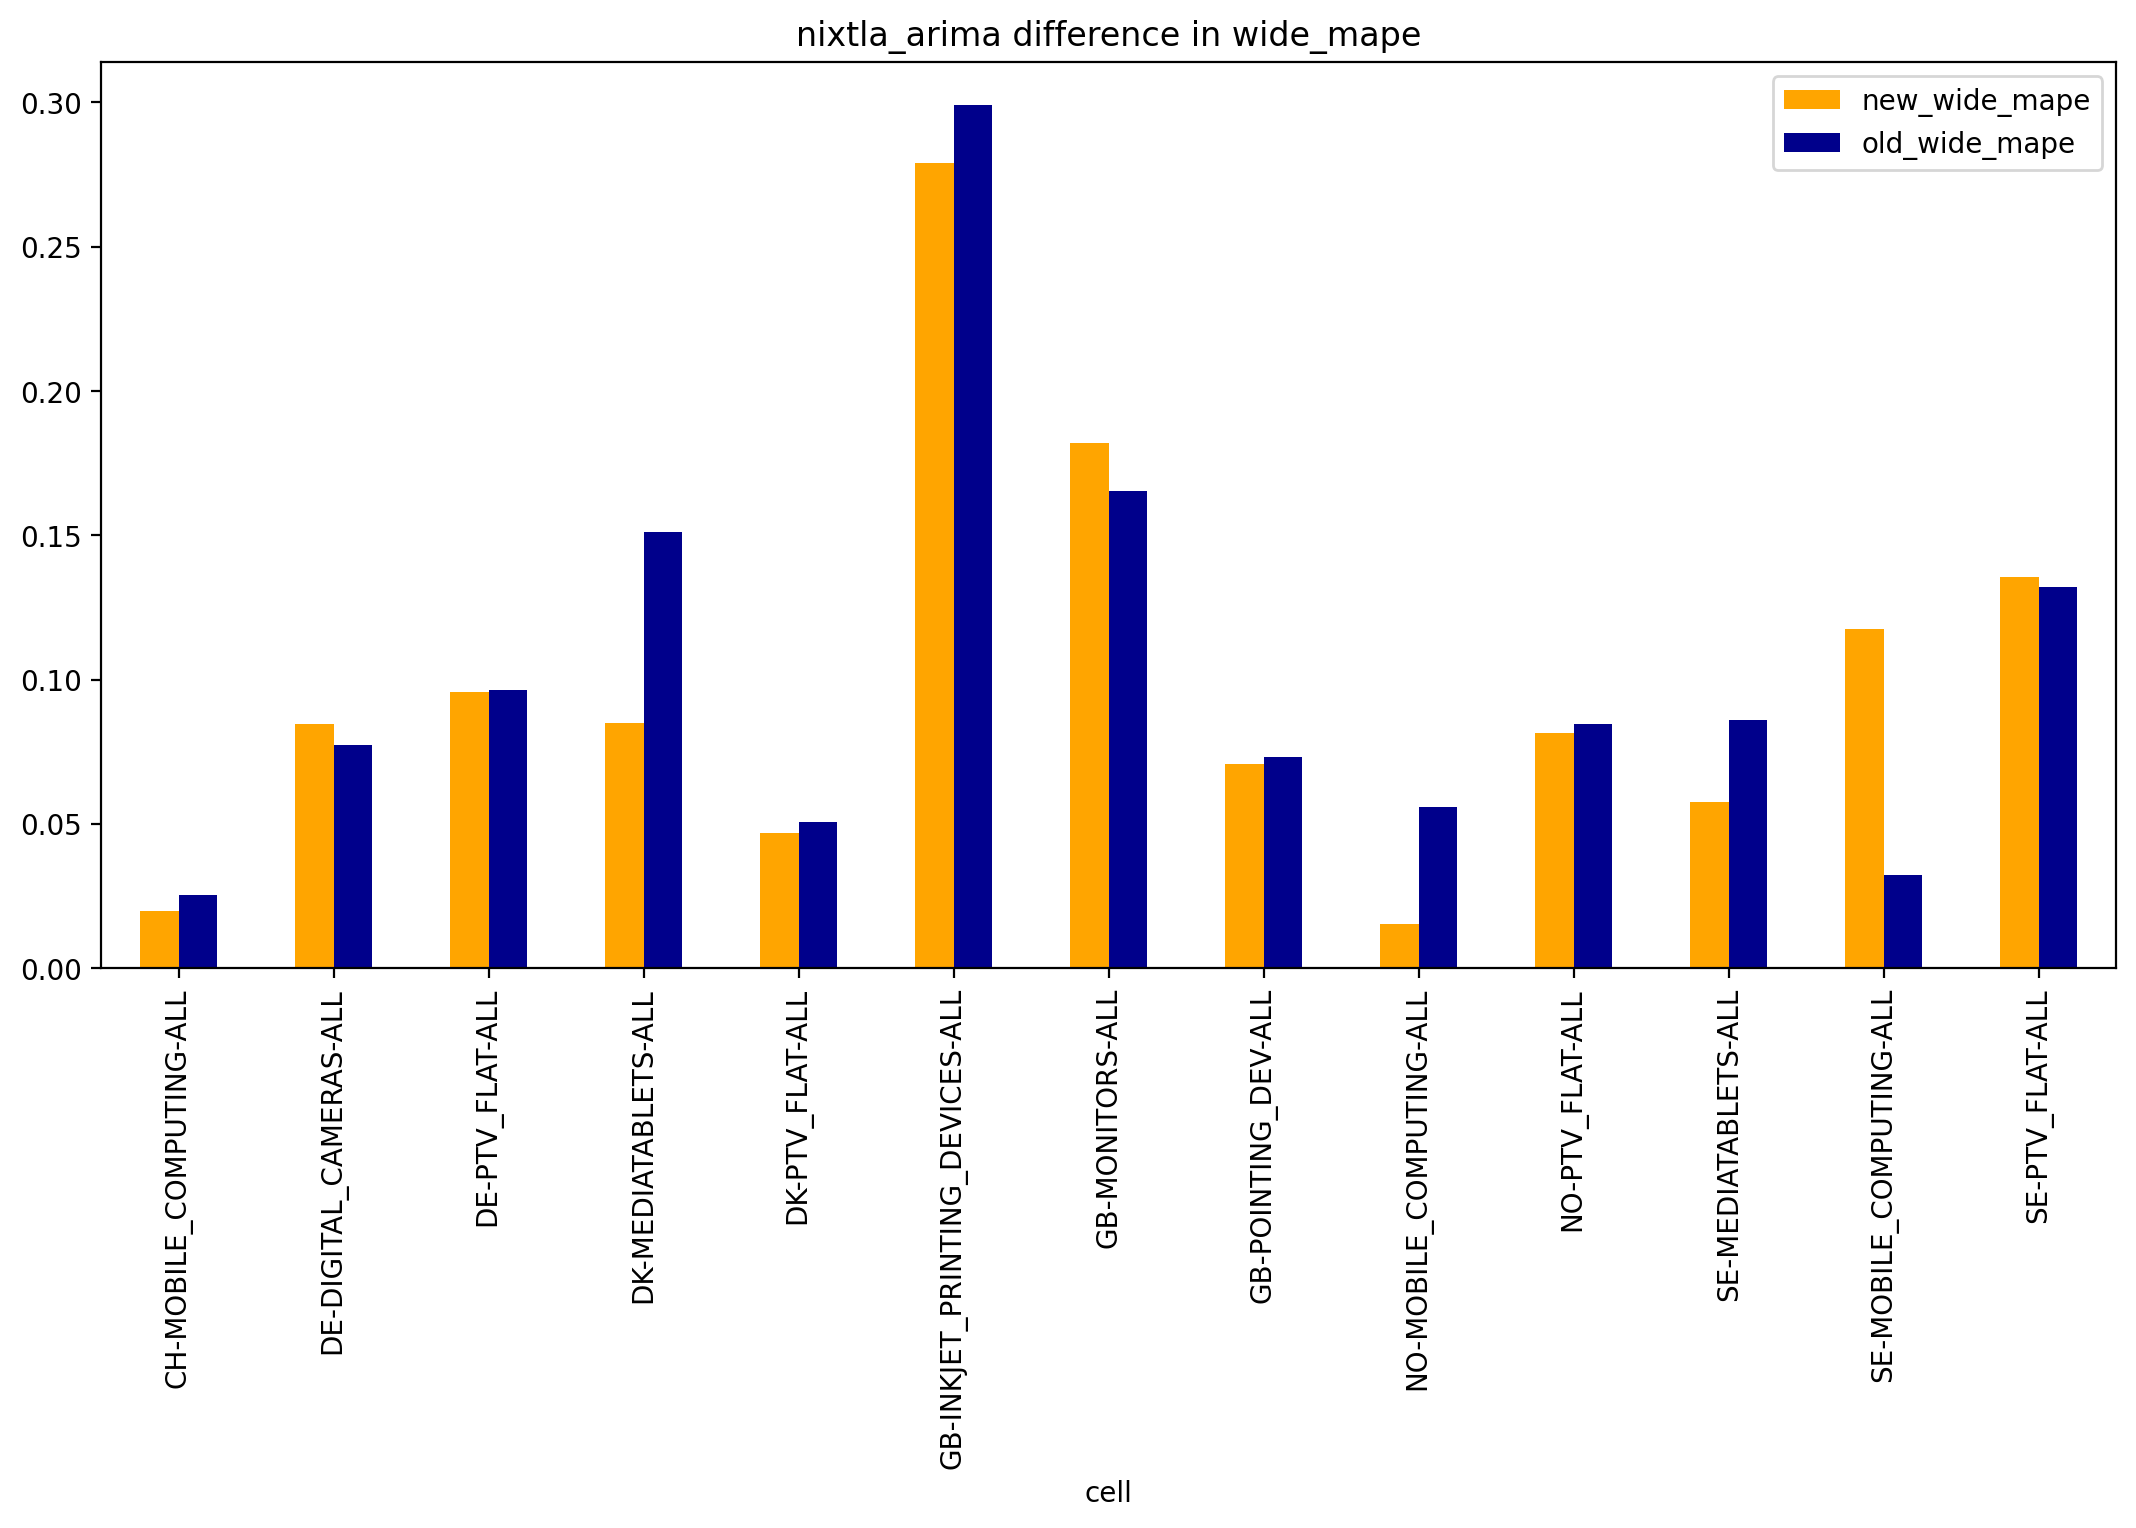 nixtla_arima difference in wide_mape
new_wide_mape
old_wide_mape
0.30
0.25
0.20
0.15
0.10
0.05
0.00
CH-MOBILE_COMPUTING-ALL
DE-DIGITAL_CAMERAS-ALL
DE-PTV_FLAT-ALL
DK-MEDIATABLETS-ALL
DK-PTV_FLAT-ALL
GB-INKJET_PRINTING_DEVICES-ALL
GB-MONITORS-ALL
GB-POINTING_DEV-ALL
NO-MOBILE_COMPUTING-ALL
NO-PTV_FLAT-ALL
SE-MEDIATABLETS-ALL
SE-MOBILE_COMPUTING-ALL
SE-PTV_FLAT-ALL
cell